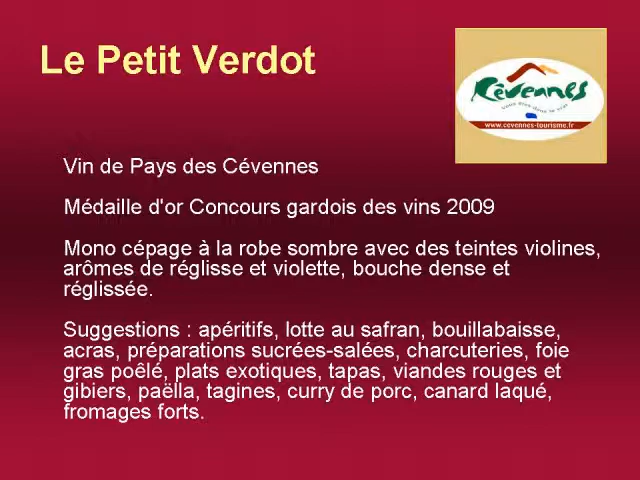 Le Petit Verdot
Cévennes
www.cevennes-tourisme.fr
Vin de Pays des Cévennes
Médaille d'or Concours gardois des vins 2009
Mono cépage à la robe sombre avec des teintes violines,
arômes de réglisse et violette, bouche dense et
réglissée.
Suggestions : apéritifs, lotte au safran, bouillabaisse,
acras, préparations sucrées-salées, charcuteries, foie
gras poêlé, plats exotiques, tapas, viandes rouges et
gibiers, paëlla, tagines, curry de porc, canard laqué,
fromages forts.